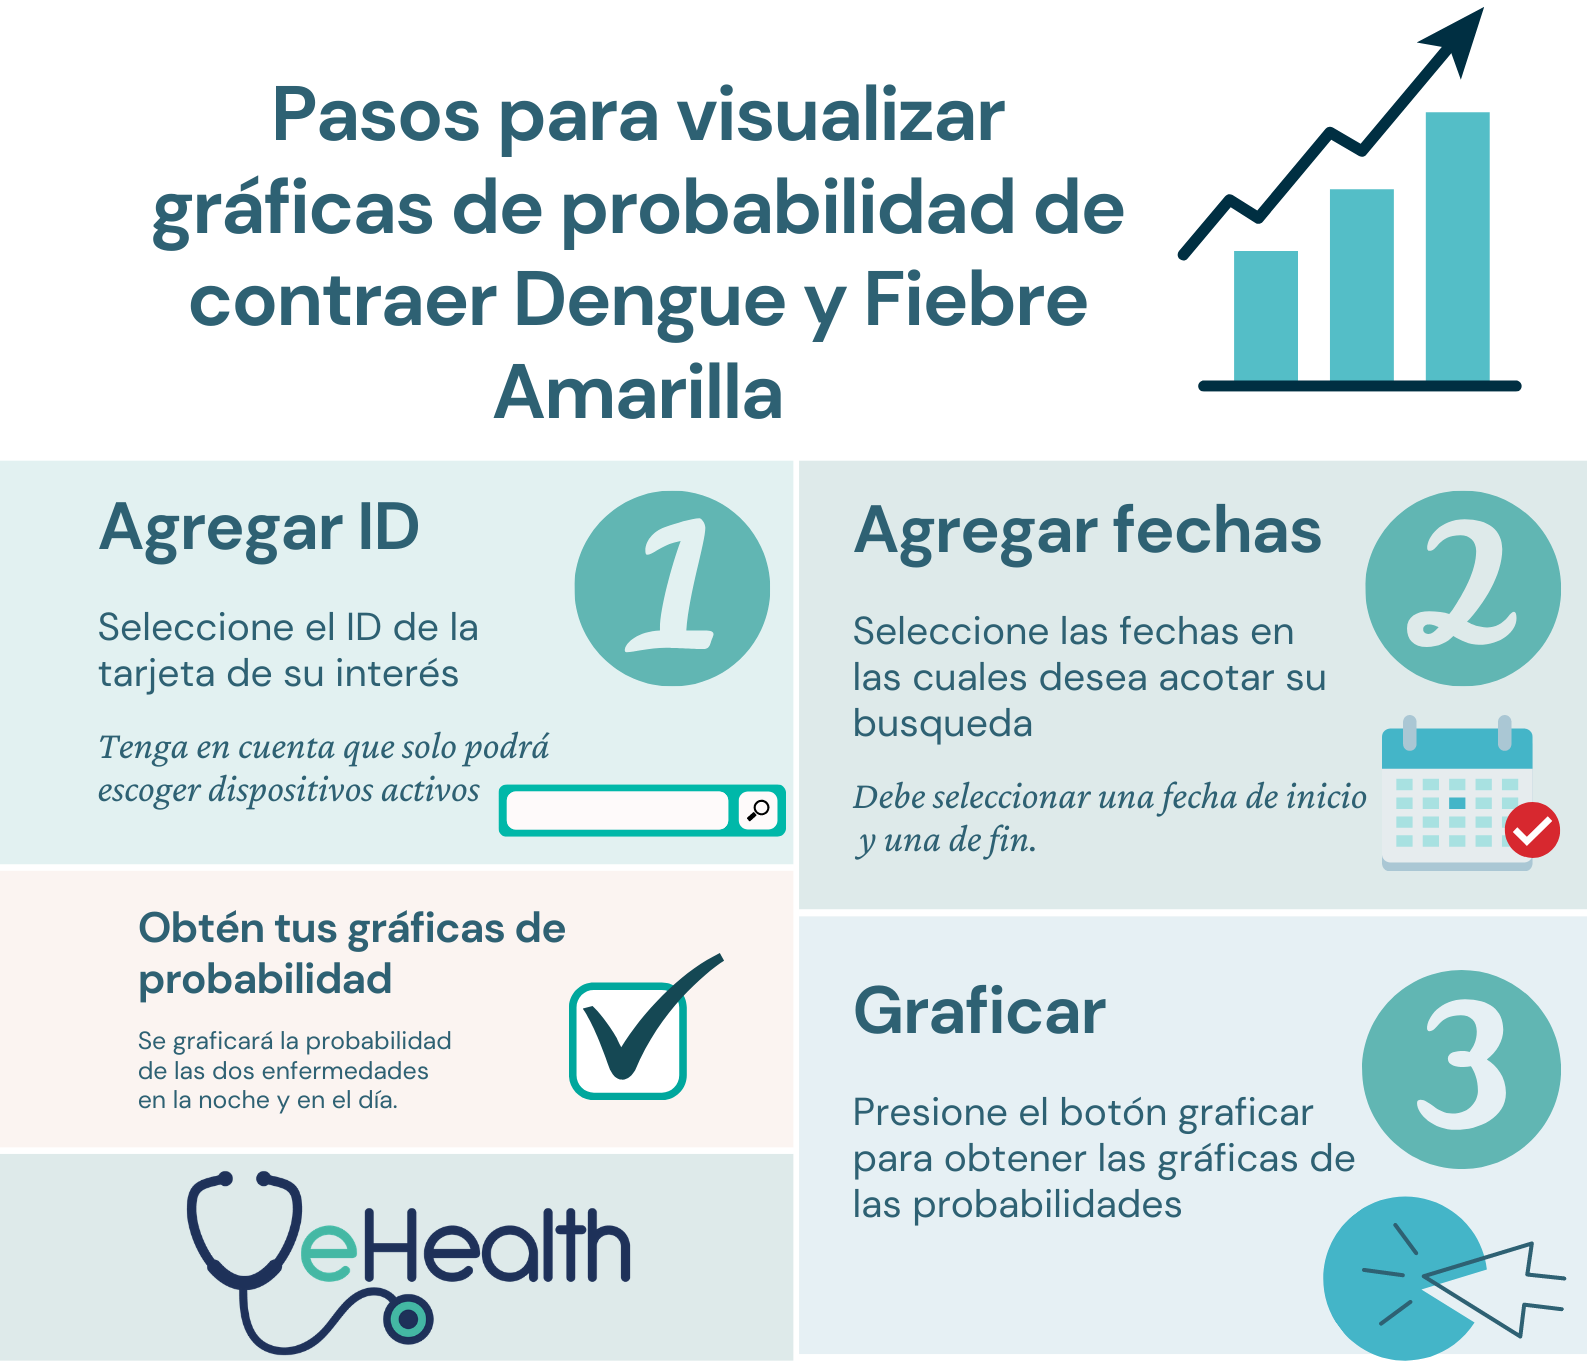 Pasos para visualizar
gráficas de probabilidad de
contraer Dengue y Fiebre
Amarilla
Agregar ID
1
Seleccione el ID de la
tarjeta de su interés
Tenga en cuenta que solo podrá
escoger dispositivos activos
Agregar fechas
2
Seleccione las fechas en
las cuales desea acotar su
busqueda
Debe seleccionar una fecha de inicio
y una de fin.
Graficar
3
Presione el botón graficar
para obtener las gráficas de
las probabilidades
Obtén tus gráficas de
probabilidad
Se graficará la probabilidad
de las dos enfermedades
en la noche y en el día.
eHealth